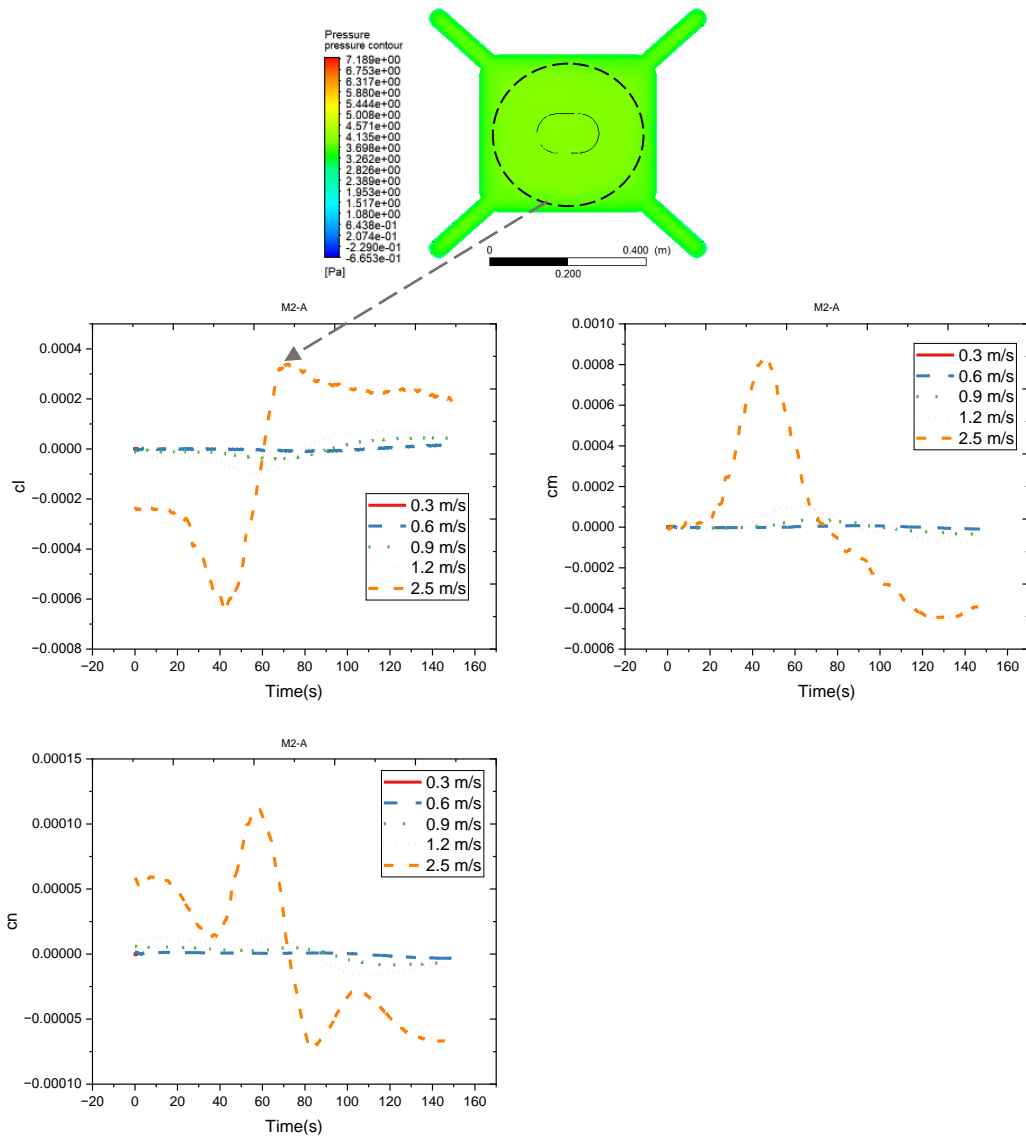 Pressure
pressure contour
7.189e+00
6.753e+00
6.317e+00
5.880e+00
5.444e+00
5.008e+00
4.571e+00
4.135e+00
3.698e+00
3.262e+00
2.826e+00
2.389e+00
1.953e+00
1.517e+00
1.080e+00
6.438e-01
2.074e-01
-2.290e-01
-6.653e-01
[Pa]
0 0.400 (m)
0.200
M2-A
0.0004
0.0002
0.0000
−0.0002
−0.0004
−0.0006
−0.0008
cl
0.3 m/s
0.6 m/s
0.9 m/s
1.2 m/s
2.5 m/s
−20 0 20 40 60 80 100 120 140 160
Time(s)
M2-A
0.0010
0.0008
0.0006
0.0004
0.0002
0.0000
−0.0002
−0.0004
0.0006
cm
0.3 m/s
0.6 m/s
0.9 m/s
1.2 m/s
2.5 m/s
−20 0 20 40 60 80 100 120 140 160
Time(s)
M2-A
0.00015
0.00010
0.00005
0.00000
−0.00005
−0.00010
cn
0.3 m/s
0.6 m/s
0.9 m/s
1.2 m/s
2.5 m/s
−20 0 20 40 60 80 100 120 140 160
Time(s)